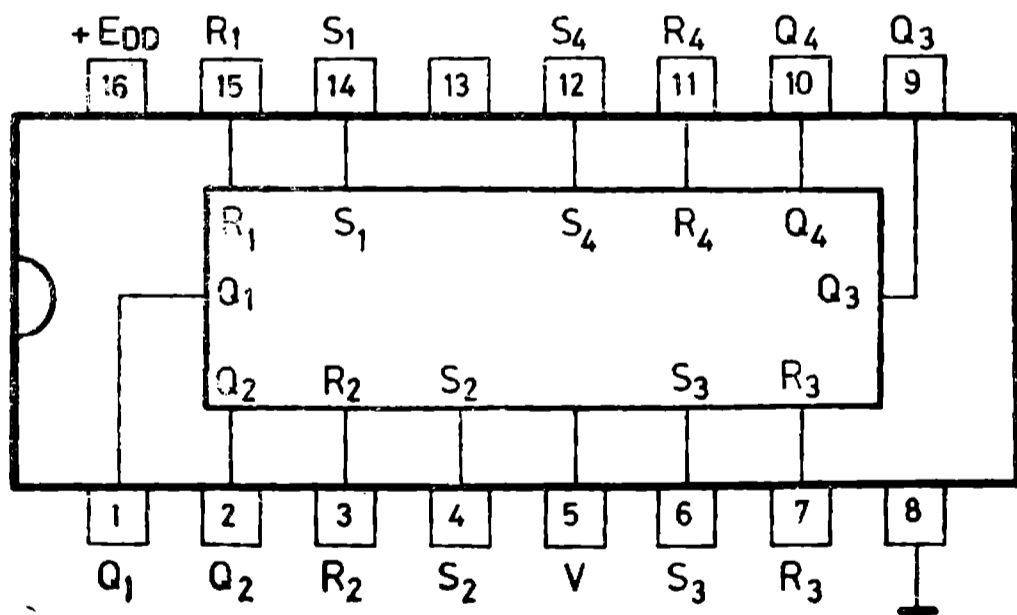 +EDD R₁ S₁ S₄ R₄ Q₄ Q₃
16 15 14 13 12 11 10 9
R₁ S₁ S₄ R₄ Q₄
Q₁ Q₃
Q₂ R₂ S₂ S₃ R₃
1 2 3 4 5 6 7 8
Q₁ Q₂ R₂ S₂ V S₃ R₃